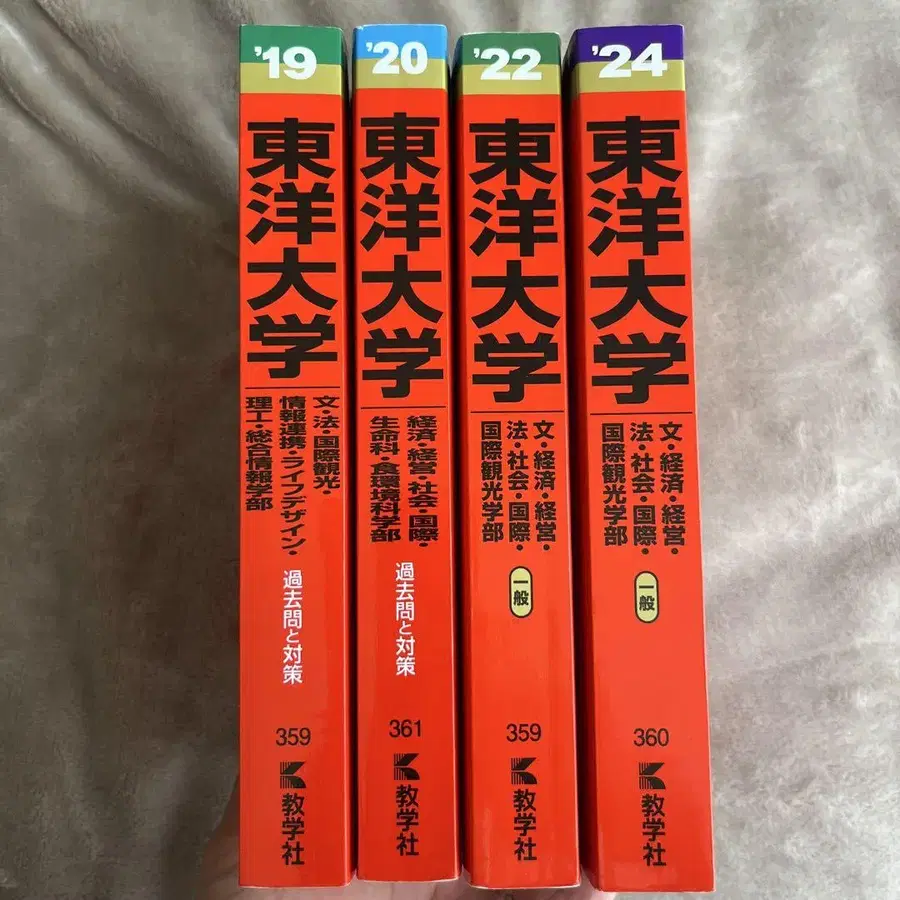 '19
東洋大学
文・法・国際観光・
情報連携・ライフデザイン・
理工・総合情報学部
過去問と対策
359
教学社
'20
東洋大学
経済・経営・社会・国際・
生命科・食環境科学部
過去問と対策
361
教学社
'22
東洋大学
文・経済・経営・
法・社会・国際・
国際観光学部
一般
359
教学社
'24
東洋大学
文・経済・経営・
法・社会・国際・
国際観光学部
一般
360
教学社